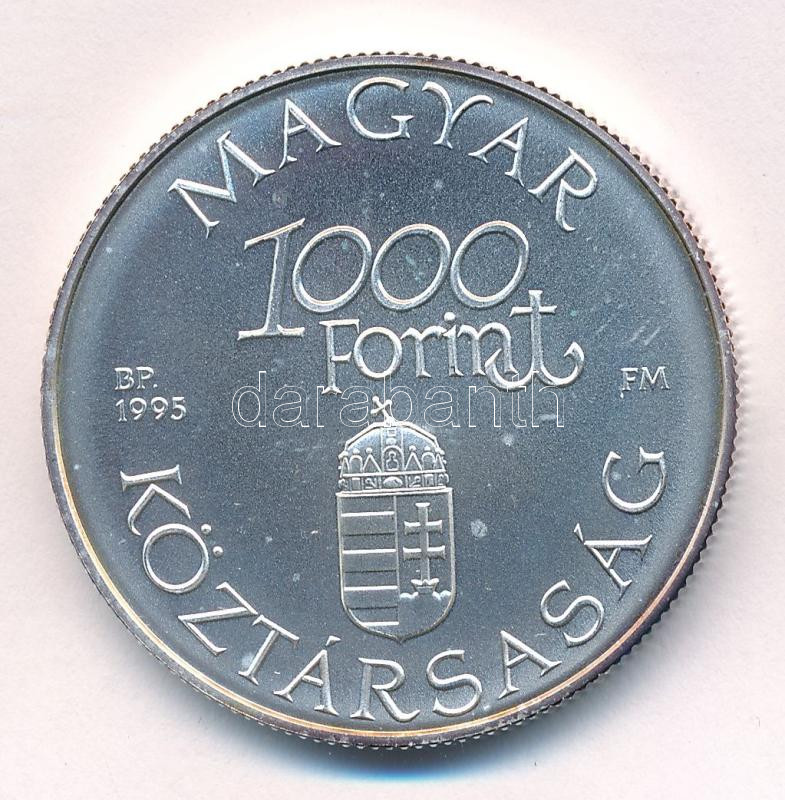 MAGYAR
1000
Forint
BP.
1995
FM
KÖZTÁRSASÁG
darabanth